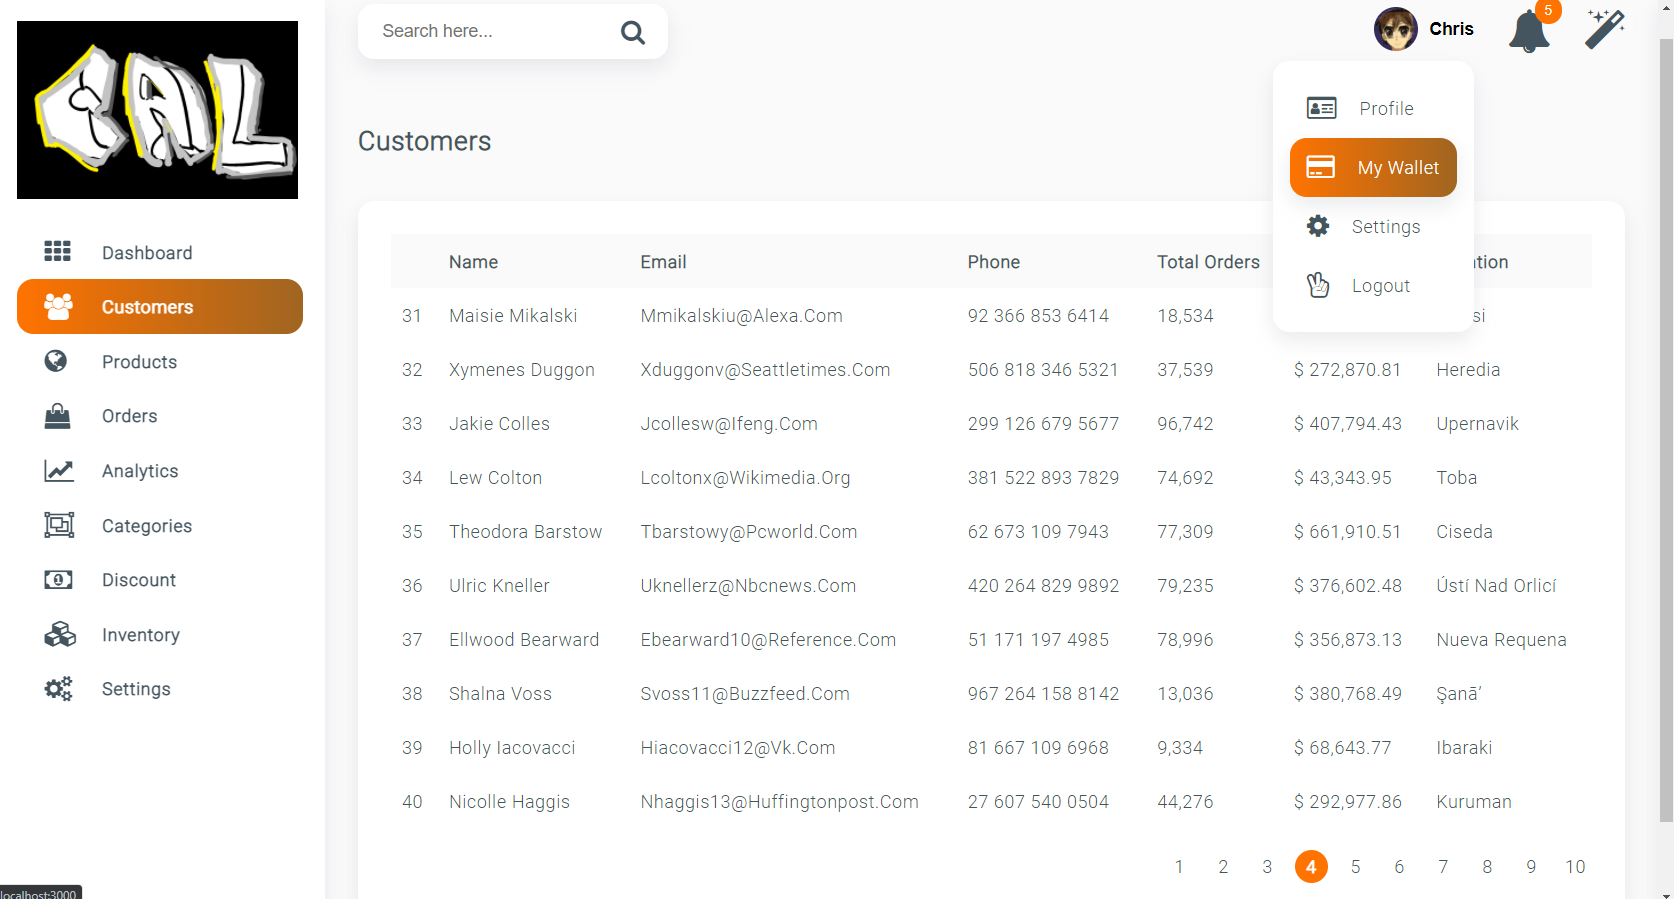 CAL
Search here...
Chris
5
Profile
My Wallet
Settings
Logout
Dashboard
Customers
Products
Orders
Analytics
Categories
Discount
Inventory
Settings
Customers
Name Email Phone Total Orders
31 Maisie Mikalski Mmikalskiu@Alexa.Com 92 366 853 6414 18,534
32 Xymenes Duggon Xduggonv@Seattletimes.Com 506 818 346 5321 37,539 $ 272,870.81 Heredia
33 Jakie Colles Jcollesw@Ifeng.Com 299 126 679 5677 96,742 $ 407,794.43 Upernavik
34 Lew Colton Lcoltonx@Wikimedia.Org 381 522 893 7829 74,692 $ 43,343.95 Toba
35 Theodora Barstow Tbarstowy@Pcworld.Com 62 673 109 7943 77,309 $ 661,910.51 Ciseda
36 Ulric Kneller Uknellerz@Nbcnews.Com 420 264 829 9892 79,235 $ 376,602.48 Ústí Nad Orlicí
37 Ellwood Bearward Ebearward10@Reference.Com 51 171 197 4985 78,996 $ 356,873.13 Nueva Requena
38 Shalna Voss Svoss11@Buzzfeed.Com 967 264 158 8142 13,036 $ 380,768.49 Şanā’
39 Holly Iacovacci Hiacovacci12@Vk.Com 81 667 109 6968 9,334 $ 68,643.77 Ibaraki
40 Nicolle Haggis Nhaggis13@Huffingtonpost.Com 27 607 540 0504 44,276 $ 292,977.86 Kuruman
1 2 3 4 5 6 7 8 9 10
localhost:3000